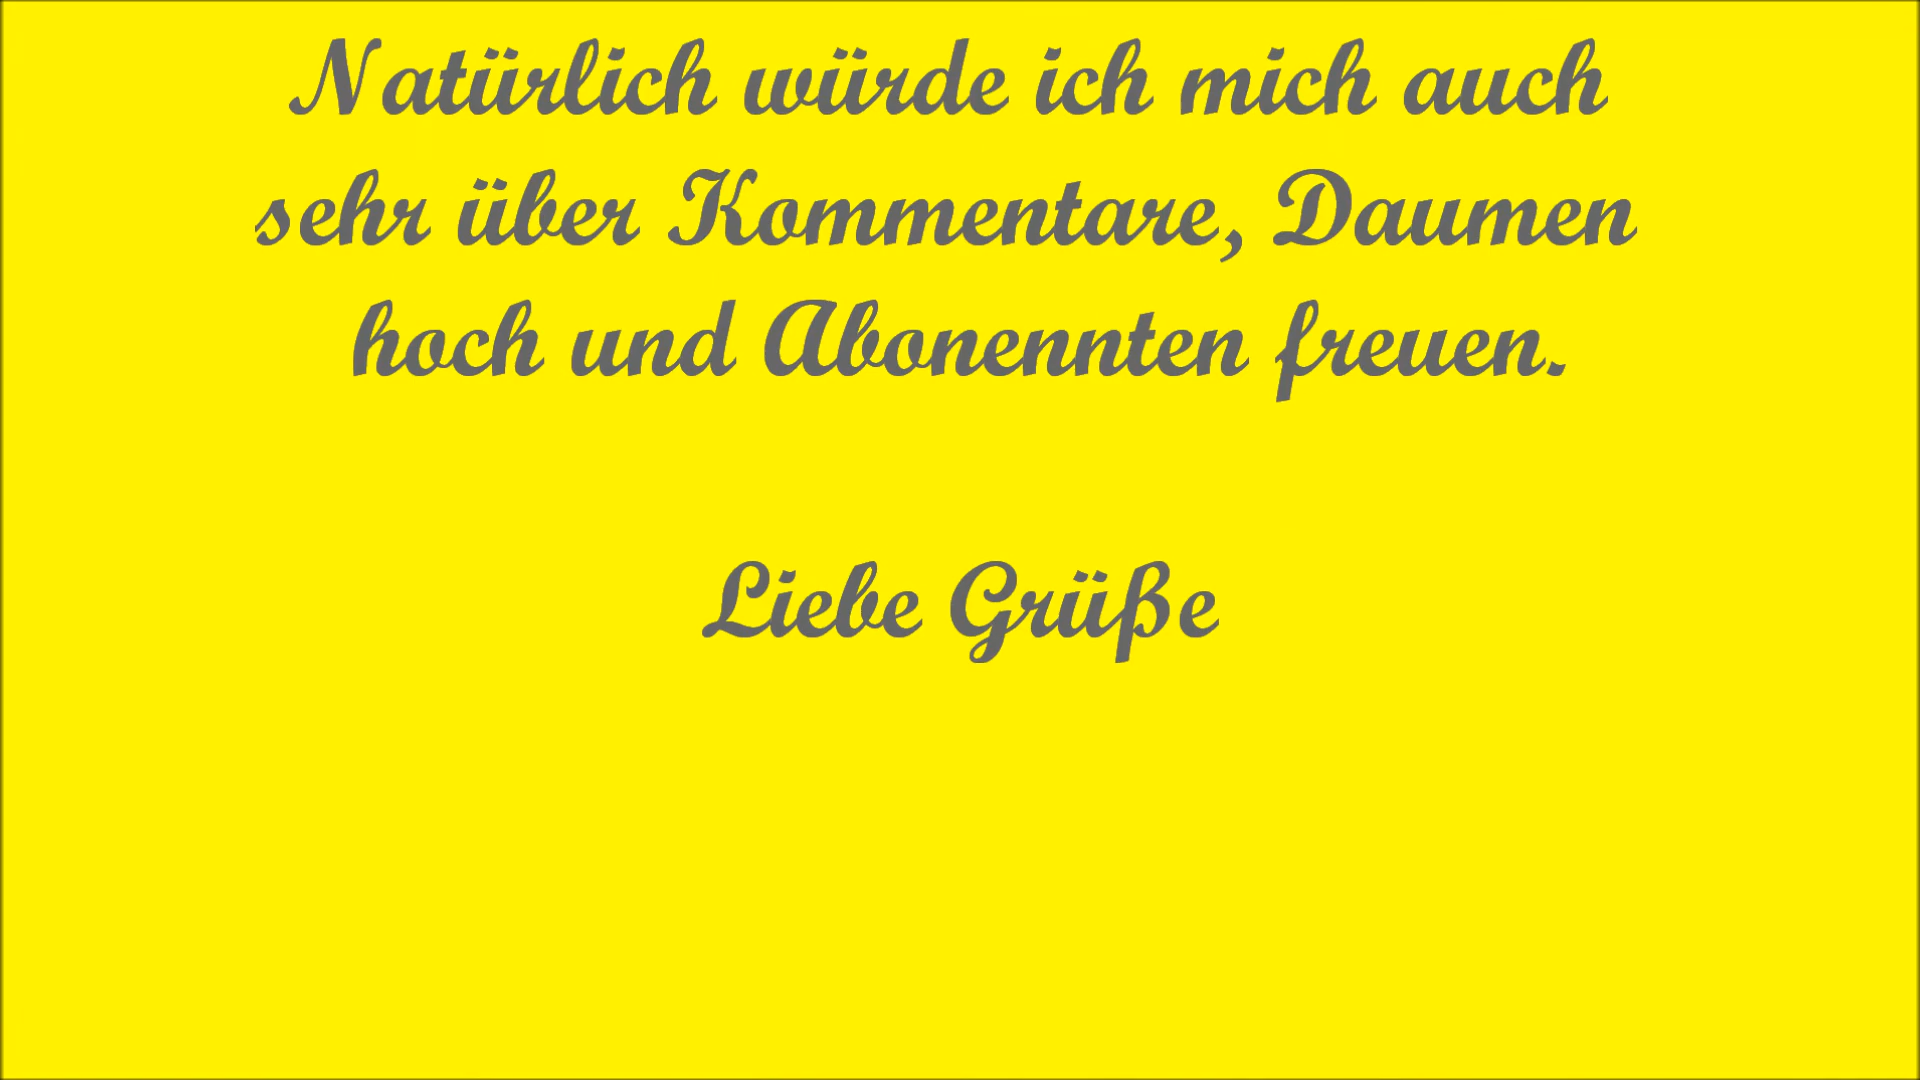 Natürlich würde ich mich auch
sehr über Kommentare, Daumen
hoch und Abonennten freuen.
Liebe Grüße